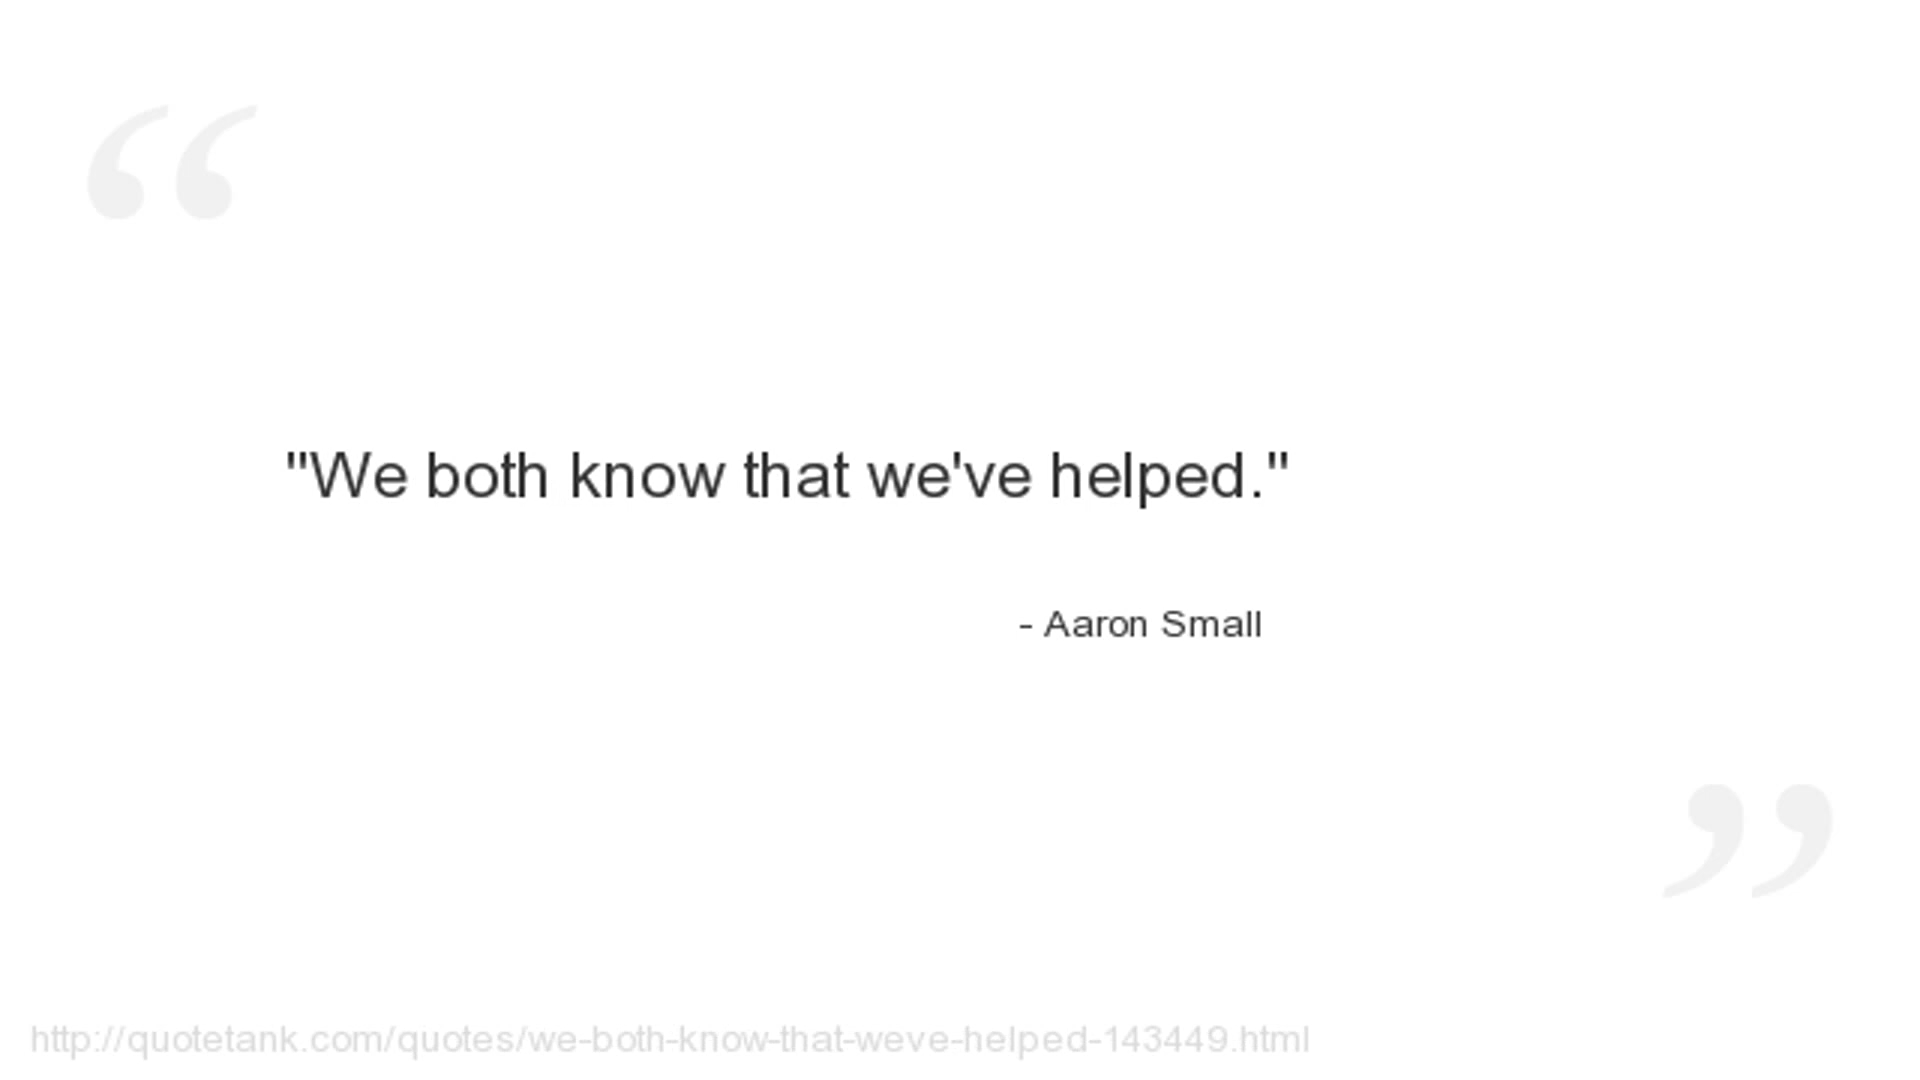 "We both know that we've helped."
- Aaron Small
http://quotetank.com/quotes/we-both-know-that-weve-helped-143449.html